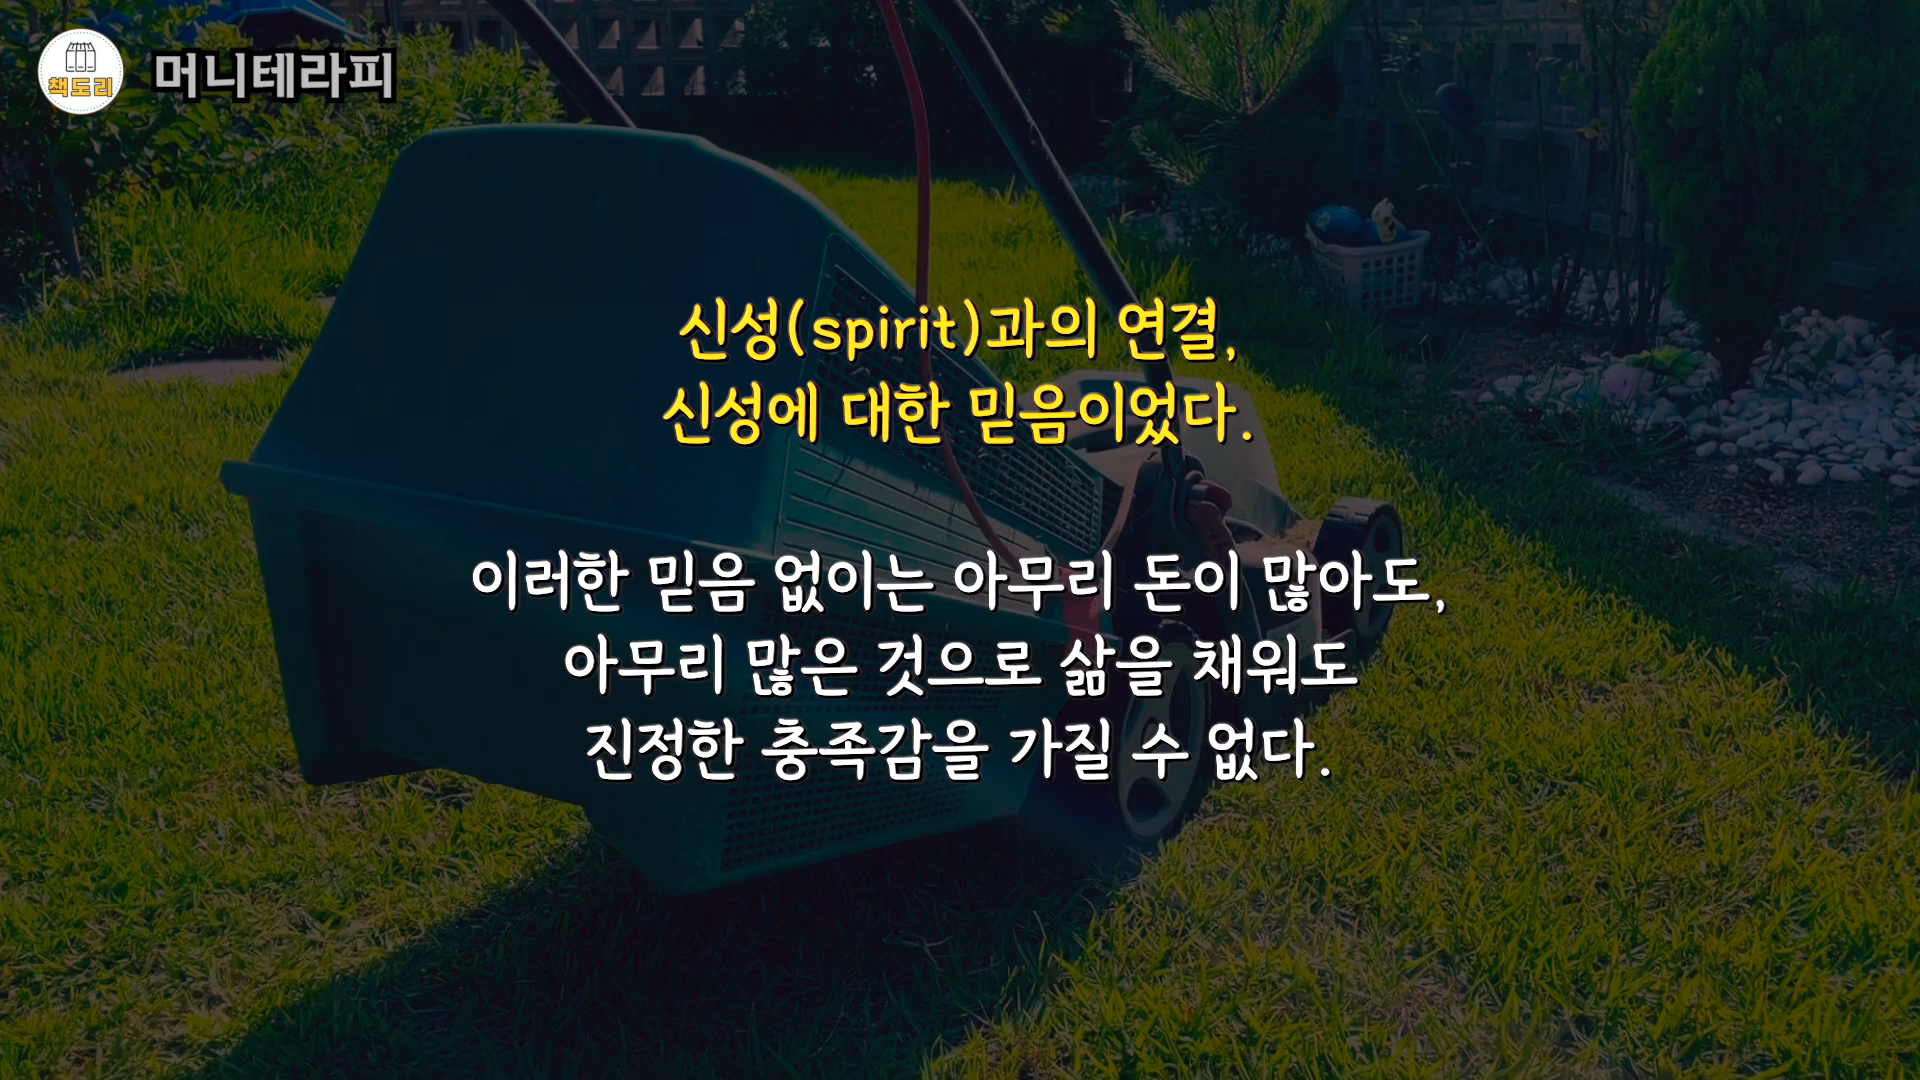 책도리
머니테라피
신성(spirit)과의 연결,
신성에 대한 믿음이었다.
이러한 믿음 없이는 아무리 돈이 많아도,
아무리 많은 것으로 삶을 채워도
진정한 충족감을 가질 수 없다.